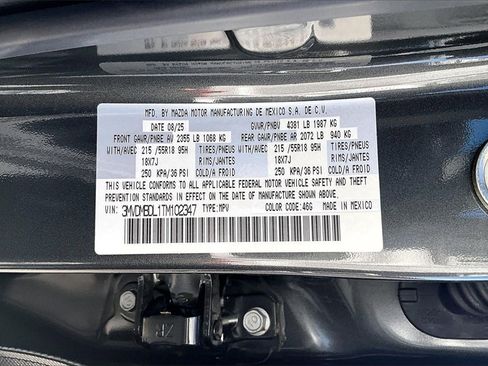 MFD. BY MAZDA MOTOR MANUFACTURING DE MEXICO S.A. DE C.V.
DATE 08/25 GVWR/PNBV 4381 LB 1987 KG
FRONT GAWR/PNBE AV 2355 LB 1068 KG REAR GAWR/PNBE AR 2072 LB 940 KG
WITH/AVEC 215 /55R18 95H TIRES/PNEUS WITH/AVEC 215 /55R18 95H TIRES/PNEUS
18X7J RIMS/JANTES 18X7J RIMS/JANTES
250 KPA/36 PSI COLD/A FROID 250 KPA/36 PSI COLD/A FROID
THIS VEHICLE CONFORMS TO ALL APPLICABLE FEDERAL MOTOR VEHICLE SAFETY AND THEFT
PREVENTION STANDARDS IN EFFECT ON THE DATE OF MANUFACTURE SHOWN ABOVE.
VIN: 3MVDMBDL1TM102347 TYPE: MPV COLOR CODE: 46G MADE IN MEXICO